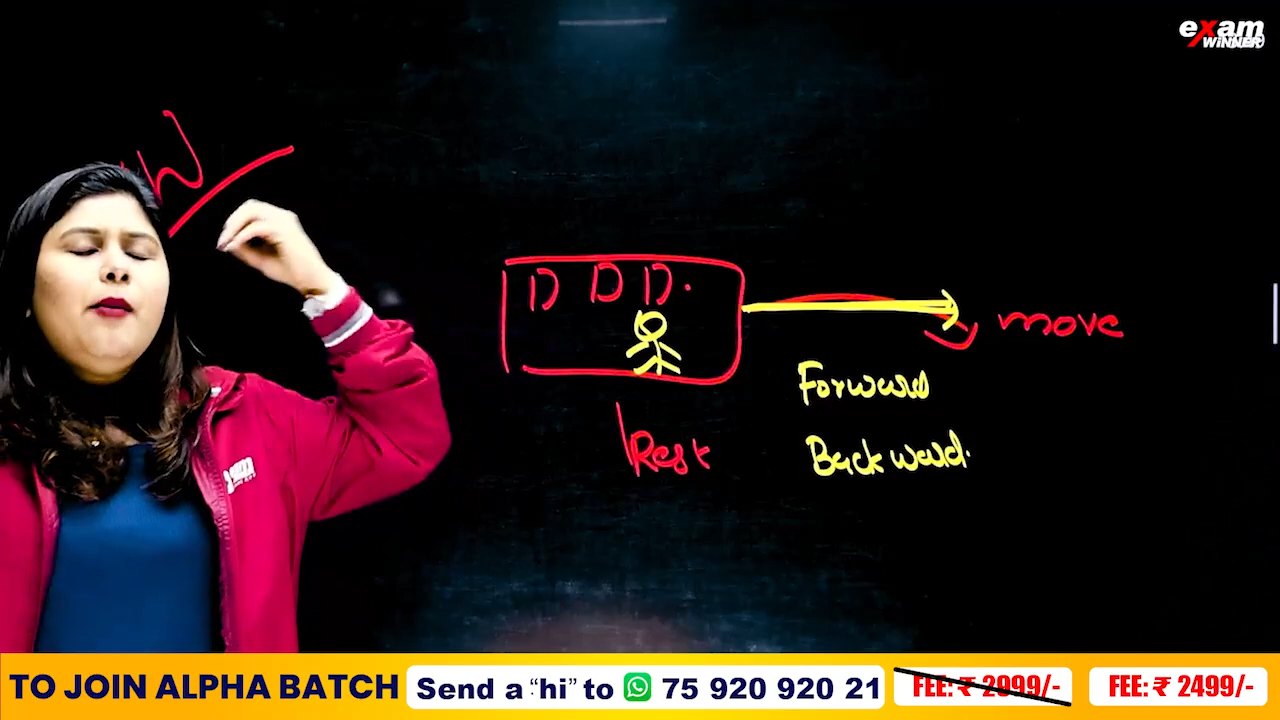 exam
WiNNER
W
D D D.
move
Forward
Backward.
Rest
TO JOIN ALPHA BATCH
Send a “hi” to 75 920 920 21
FEE: ₹ 2999/-
FEE: ₹ 2499/-